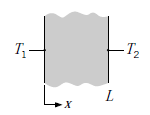 T₁ T₂
x L